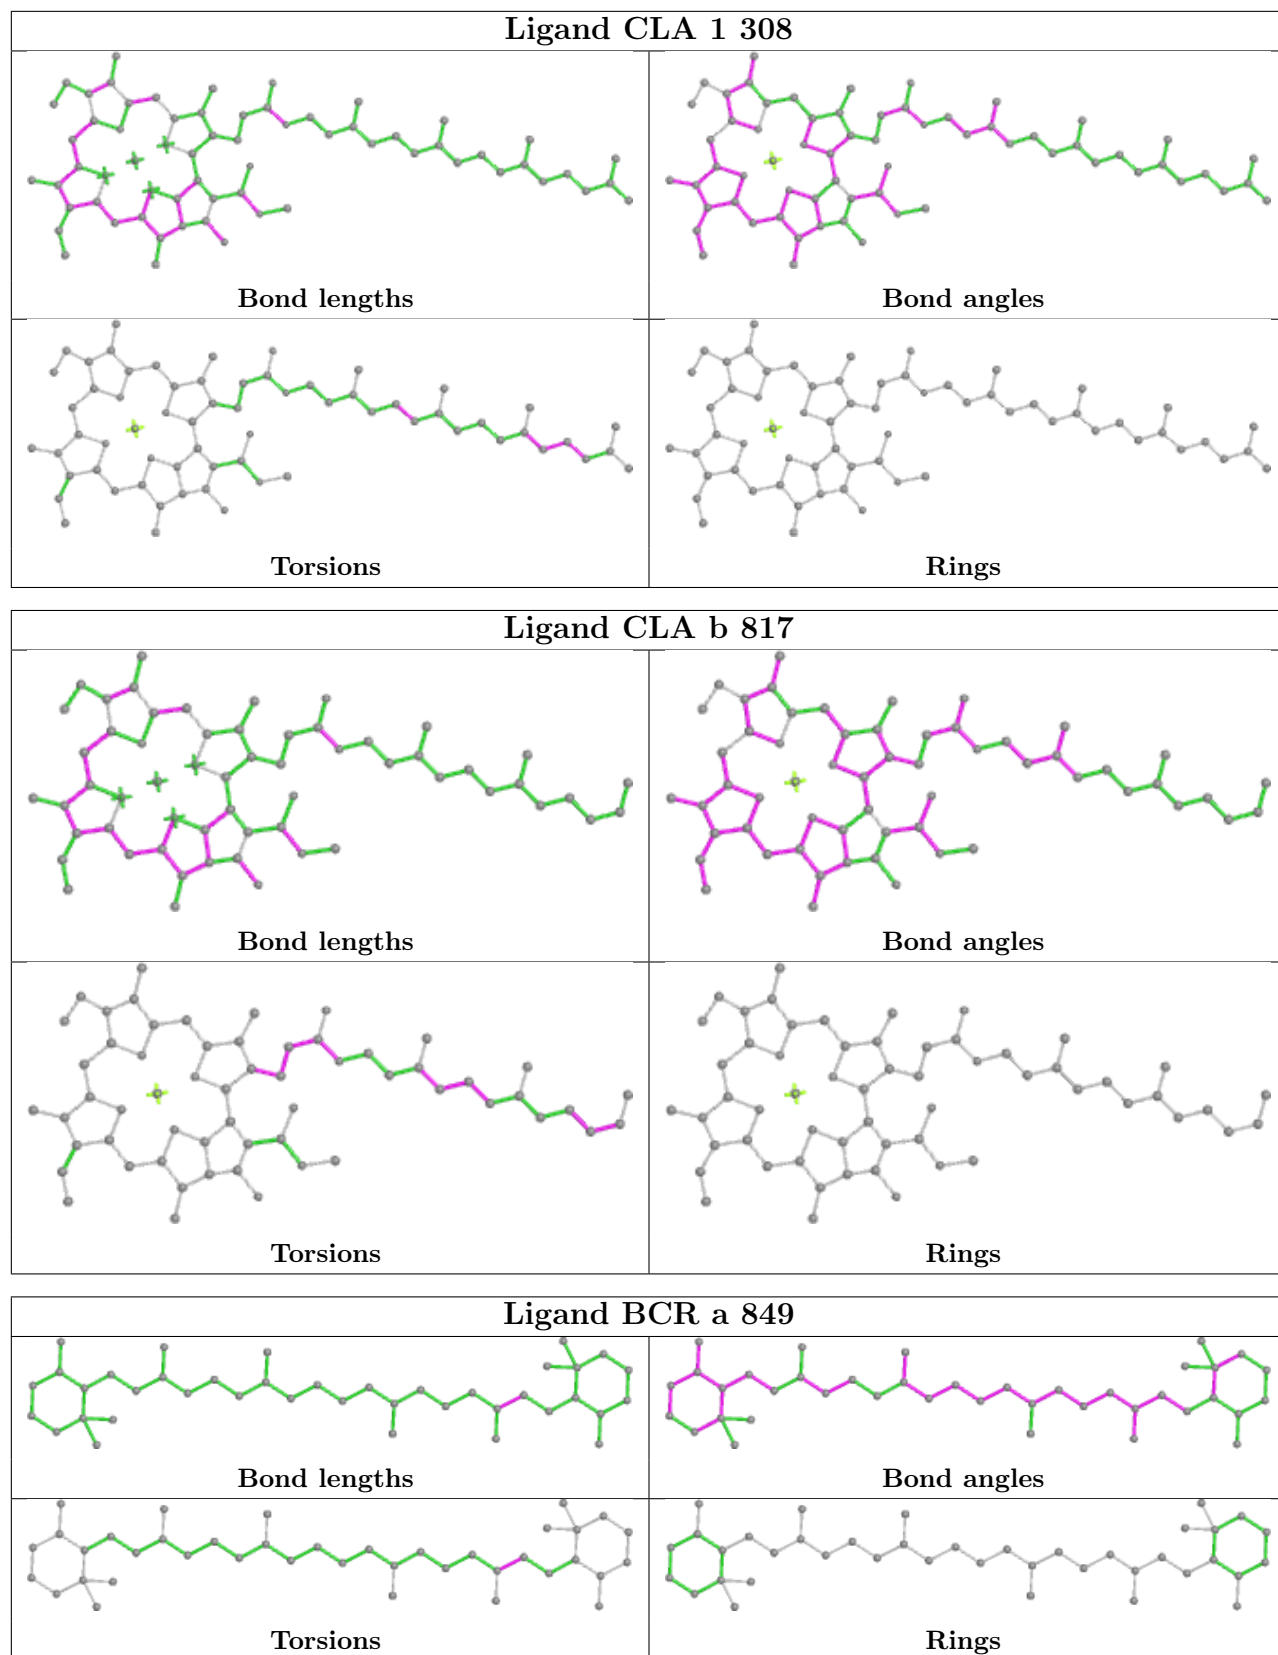 Ligand CLA 1 308
Bond lengths
Bond angles
Torsions
Rings
Ligand CLA b 817
Bond lengths
Bond angles
Torsions
Rings
Ligand BCR a 849
Bond lengths
Bond angles
Torsions
Rings